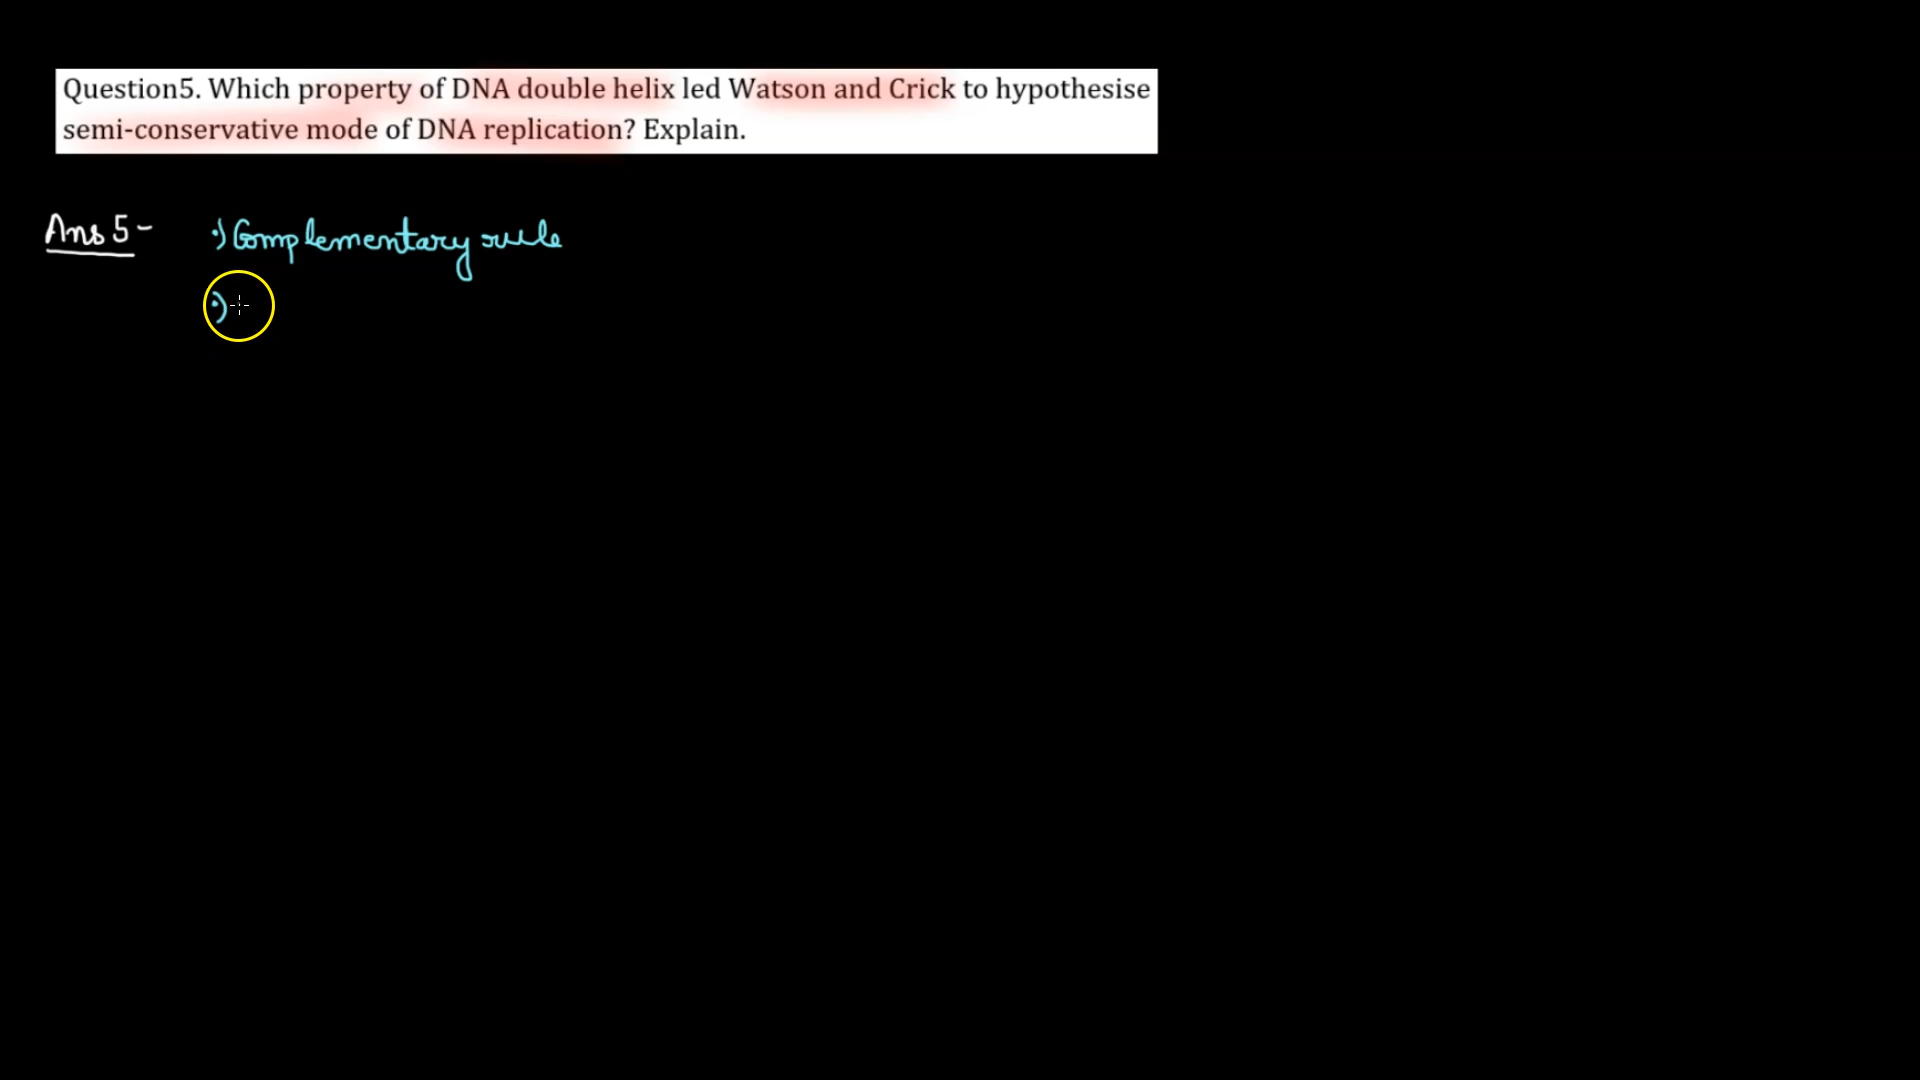 Question5. Which property of DNA double helix led Watson and Crick to hypothesise
semi-conservative mode of DNA replication? Explain.
Ans 5- •) Complementary rule
•)